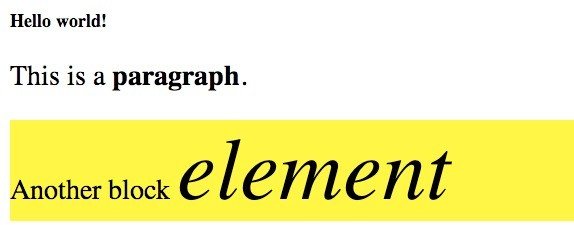 Hello world!
This is a paragraph.
Another block element